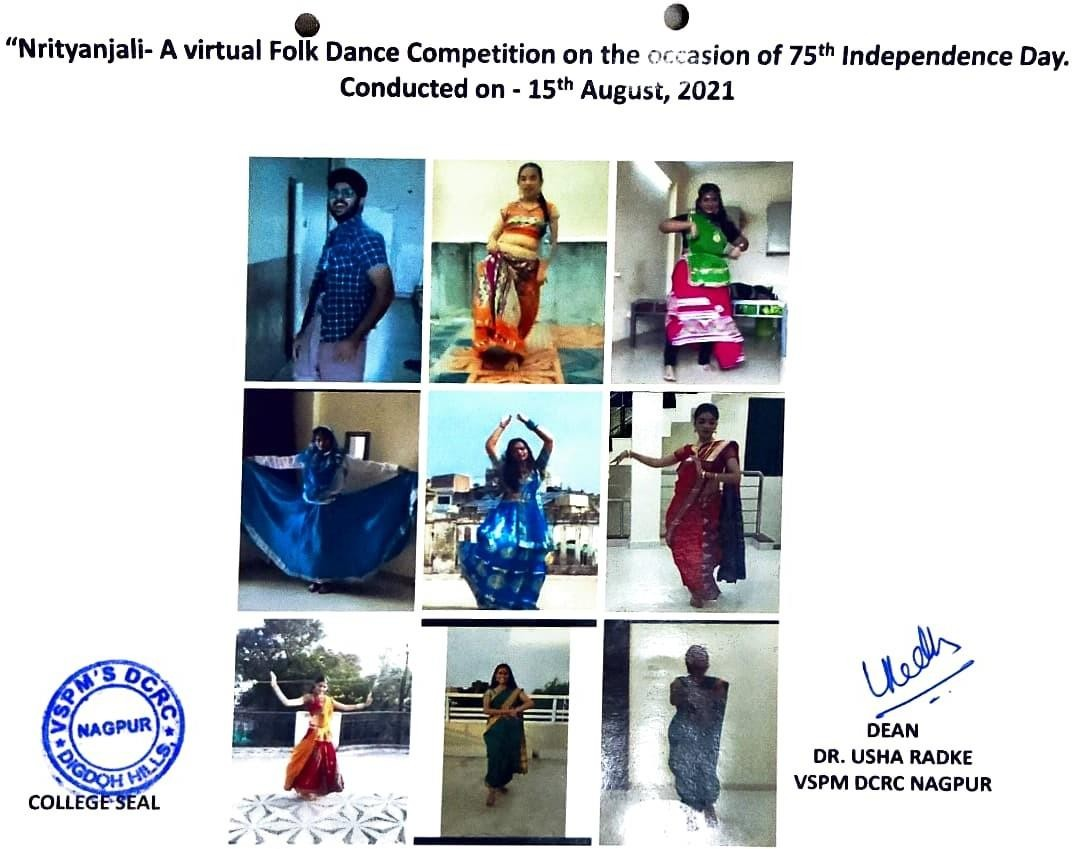 “Nrityanjali- A virtual Folk Dance Competition on the occasion of 75th Independence Day.
Conducted on - 15th August, 2021
VSPM'S DCRC
NAGPUR
DIGDOH HILLS,
COLLEGE SEAL
DEAN
DR. USHA RADKE
VSPM DCRC NAGPUR